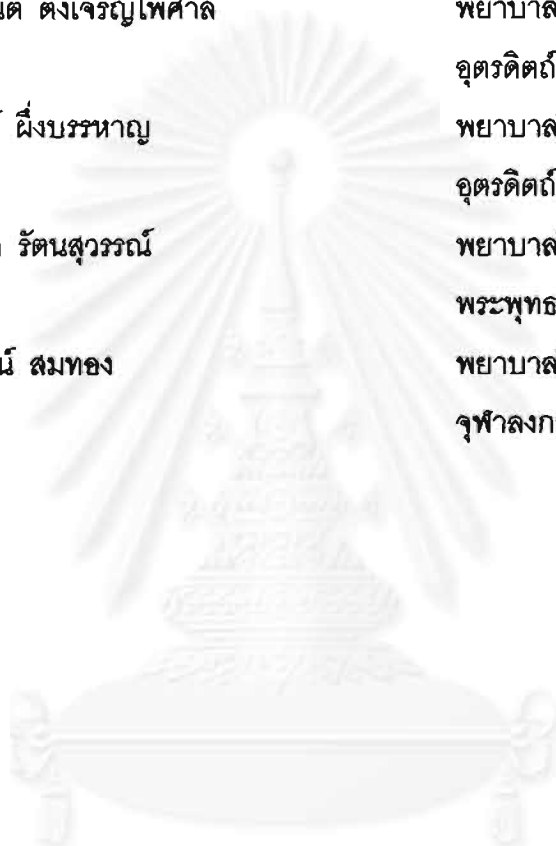 ตั้งเจริญไพศาล พยาบาล
อุตรดิตถ์
ผึ่งบรรหาญ พยาบาล
อุตรดิตถ์
รัตนสุวรรณ์ พยาบาล
พระพุทธ
สมทอง พยาบาล
จุฬาลงก